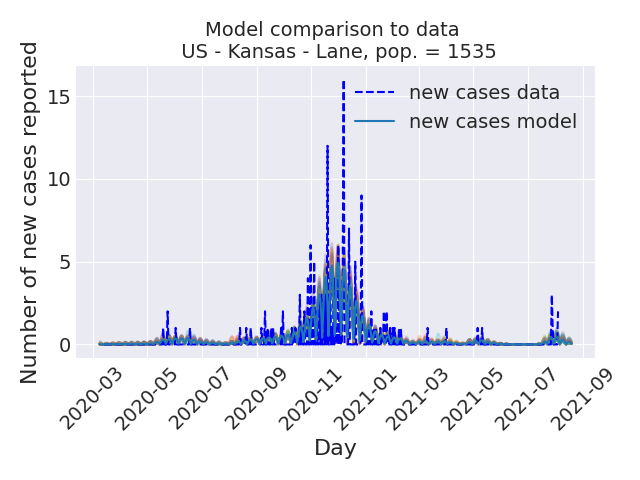 Model comparison to data
US - Kansas - Lane, pop. = 1535
Number of new cases reported
15
10
5
0
new cases data
new cases model
2020-03
2020-05
2020-07
2020-09
2020-11
2021-01
2021-03
2021-05
2021-07
2021-09
Day